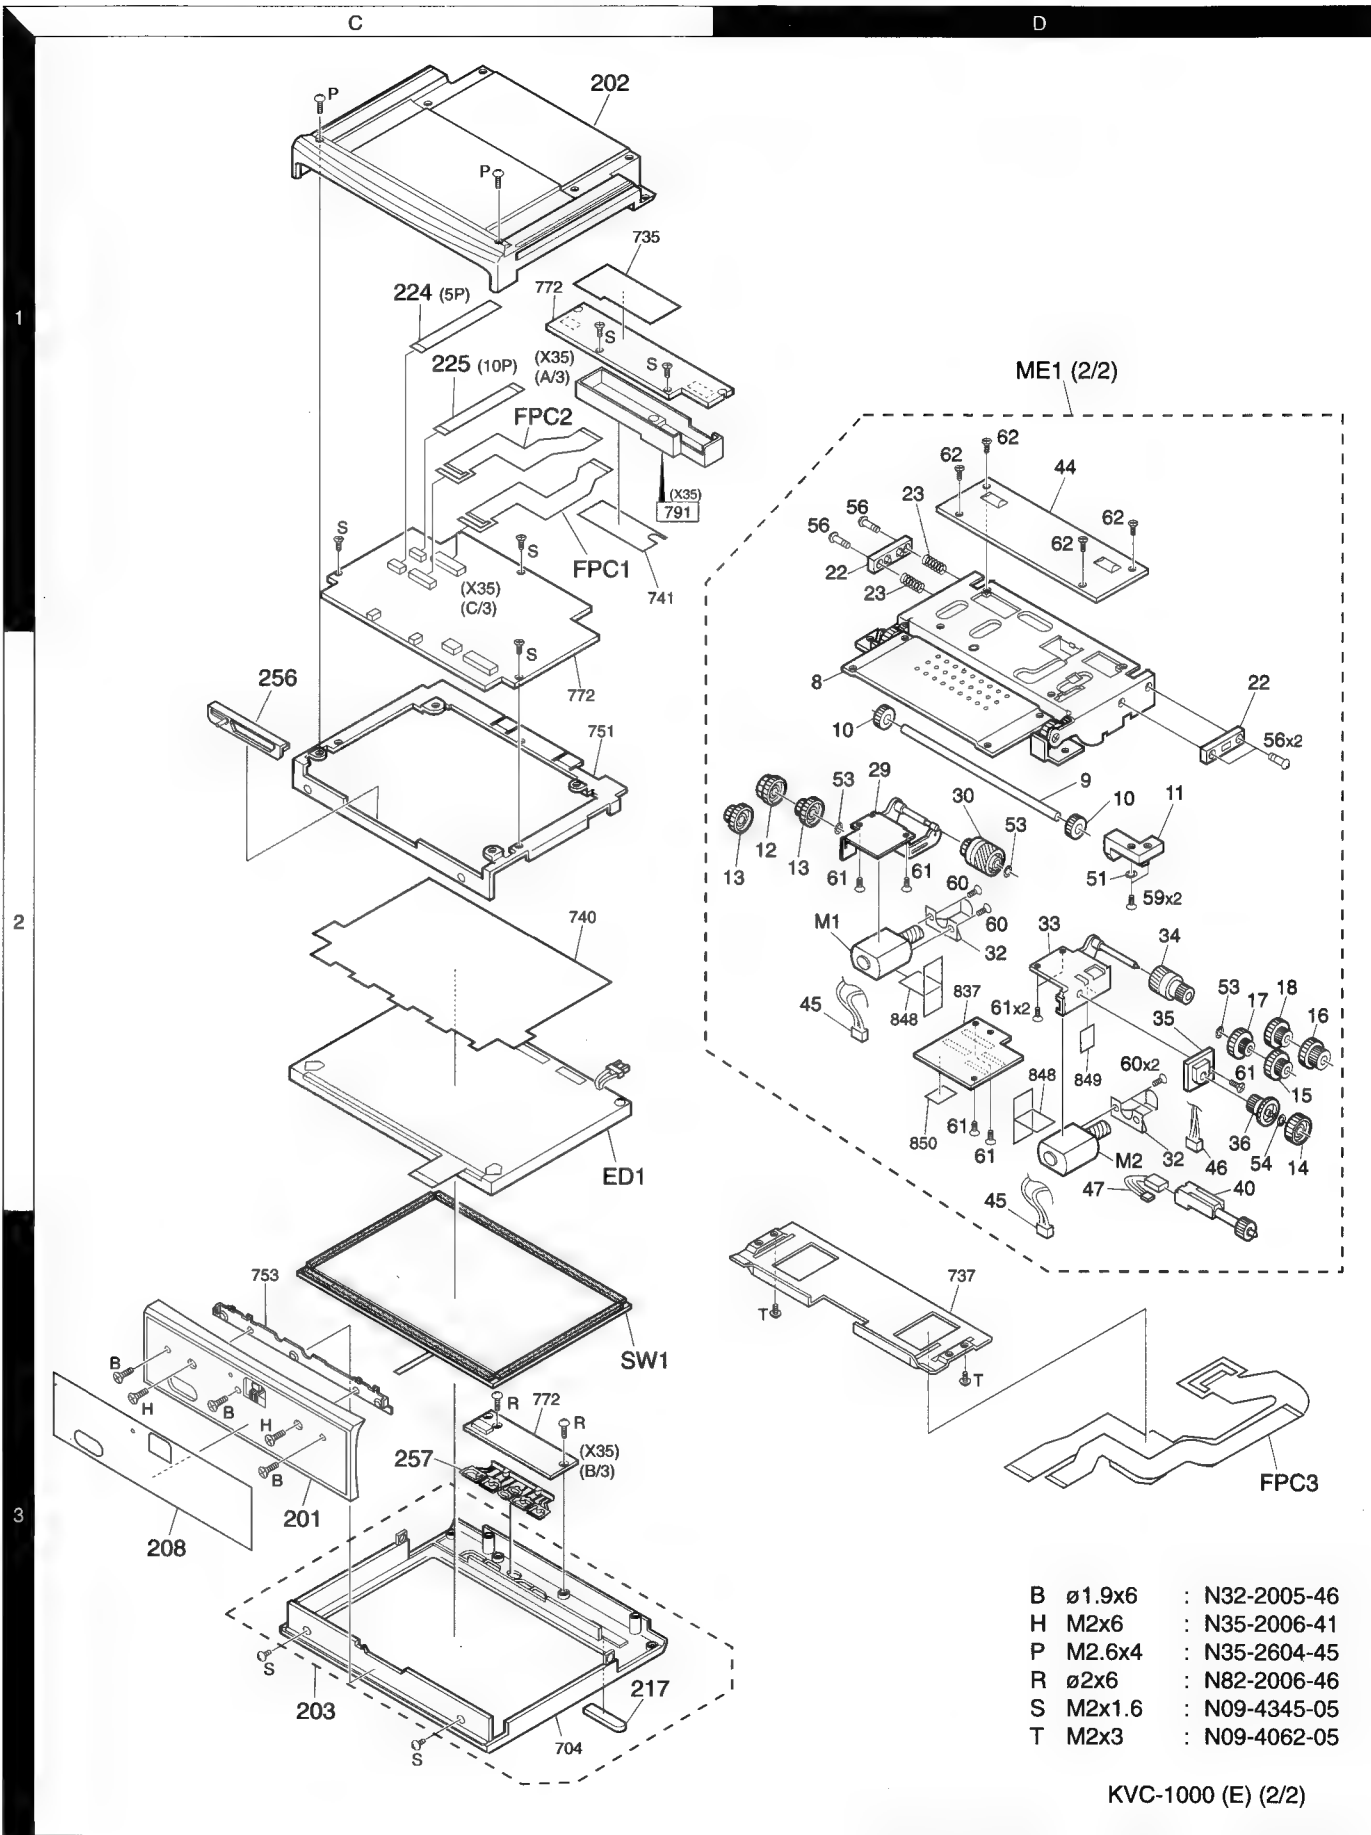 C
D
1
2
3
P
202
P
735
772
S
S
224 (5P)
(X35)
(A/3)
225 (10P)
FPC2
(X35)
791
S
S
FPC1
741
(X35)
(C/3)
S
772
256
751
740
ED1
753
SW1
B
H
B
H
B
R
772
R
(X35)
(B/3)
257
201
208
S
203
217
704
S
ME1 (2/2)
62
62
44
56
23
62
56
62
22
23
8
22
10
56x2
9
53
29
30
10
11
53
12
13
13
61
61
51
59x2
60
M1
60
32
33
34
45
848
837
61x2
53
17
18
16
35
849
60x2
61
15
848
850
61
61
36
54
14
M2
32
46
45
47
40
737
T
T
FPC3
B ø1.9x6 : N32-2005-46
H M2x6 : N35-2006-41
P M2.6x4 : N35-2604-45
R ø2x6 : N82-2006-46
S M2x1.6 : N09-4345-05
T M2x3 : N09-4062-05
KVC-1000 (E) (2/2)